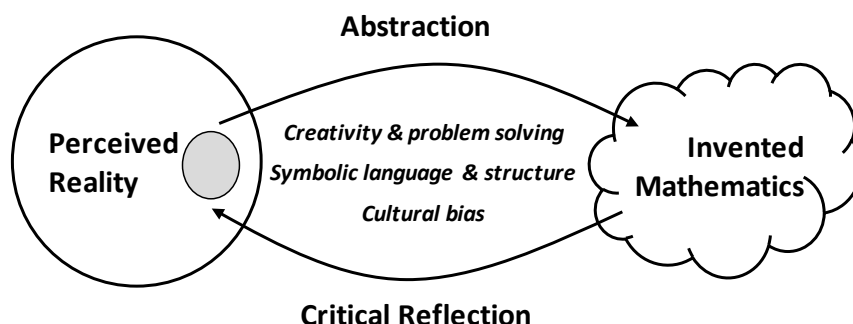 Abstraction
Perceived
Reality
Creativity & problem solving
Symbolic language & structure
Cultural bias
Invented
Mathematics
Critical Reflection